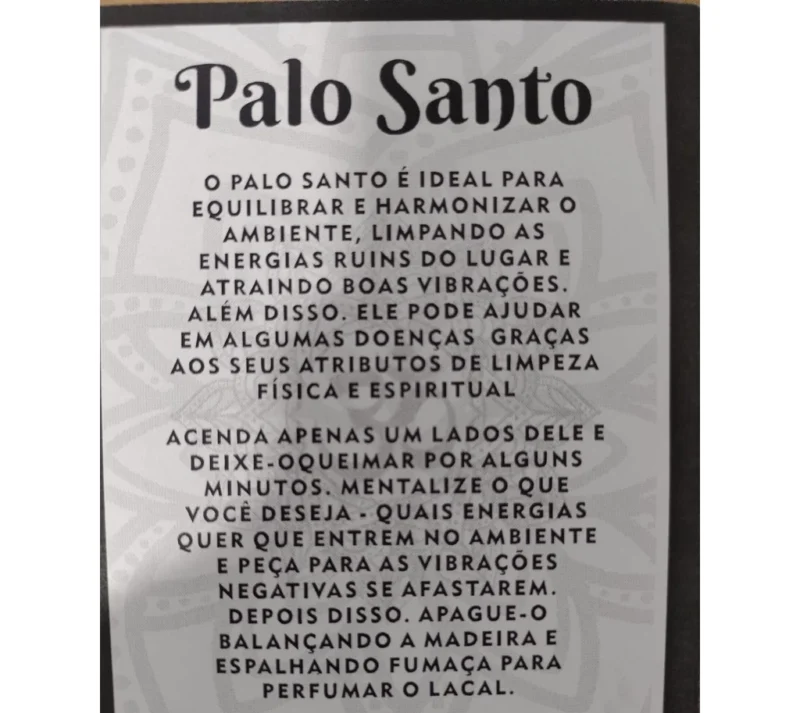 Palo Santo
O PALO SANTO É IDEAL PARA
EQUILIBRAR E HARMONIZAR O
AMBIENTE, LIMPANDO AS
ENERGIAS RUINS DO LUGAR E
ATRAINDO BOAS VIBRAÇÕES.
ALÉM DISSO. ELE PODE AJUDAR
EM ALGUMAS DOENÇAS GRAÇAS
AOS SEUS ATRIBUTOS DE LIMPEZA
FÍSICA E ESPIRITUAL
ACENDA APENAS UM LADOS DELE E
DEIXE-OQUEIMAR POR ALGUNS
MINUTOS. MENTALIZE O QUE
VOCÊ DESEJA - QUAIS ENERGIAS
QUER QUE ENTREM NO AMBIENTE
E PEÇA PARA AS VIBRAÇÕES
NEGATIVAS SE AFASTAREM.
DEPOIS DISSO. APAGUE-O
BALANÇANDO A MADEIRA E
ESPALHANDO FUMAÇA PARA
PERFUMAR O LACAL.